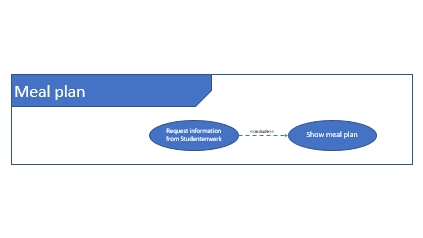 Meal plan
Request information
from Studentenwerk
<<include>>
Show meal plan